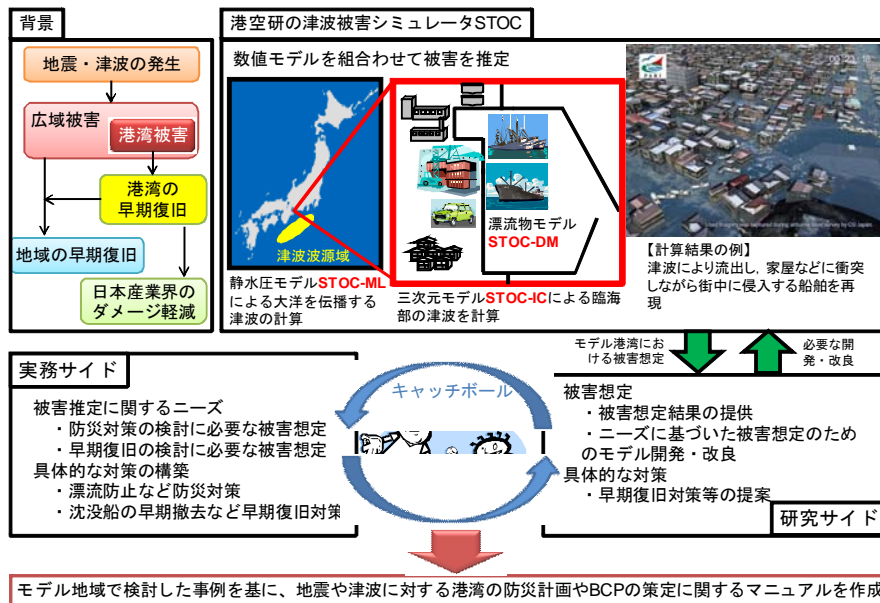 背景
地震・津波の発生
広域被害
港湾被害
港湾の
早期復旧
地域の早期復旧
日本産業界の
ダメージ軽減
港空研の津波被害シミュレータSTOC
数値モデルを組合わせて被害を推定
津波波源域
静水圧モデルSTOC-ML
による大洋を伝播する
津波の計算
漂流物モデル
STOC-DM
三次元モデルSTOC-ICによる臨海
部の津波を計算
【計算結果の例】
津波により流出し, 家屋などに衝突
しながら街中に侵入する船舶を再
現
モデル港湾にお
ける被害想定
必要な開
発・改良
実務サイド
被害推定に関するニーズ
・防災対策の検討に必要な被害想定
・早期復旧の検討に必要な被害想定
具体的な対策の構築
・漂流防止など防災対策
・沈没船の早期撤去など早期復旧対策
キャッチボール
被害想定
・被害想定結果の提供
・ニーズに基づいた被害想定のため
のモデル開発・改良
具体的な対策
・早期復旧対策等の提案
研究サイド
モデル地域で検討した事例を基に、地震や津波に対する港湾の防災計画やBCPの策定に関するマニュアルを作成